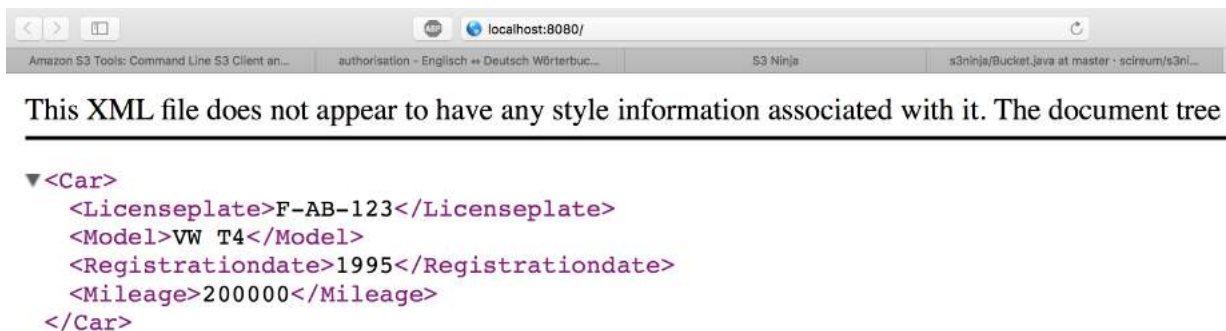 ABP
localhost:8080/
Amazon S3 Tools: Command Line S3 Client an...
authorisation - Englisch ↔ Deutsch Wörterbuc...
S3 Ninja
s3ninja/Bucket.java at master · scireum/s3ni...
This XML file does not appear to have any style information associated with it. The document tree
▼<Car>
<Licenseplate>F-AB-123</Licenseplate>
<Model>VW T4</Model>
<Registrationdate>1995</Registrationdate>
<Mileage>200000</Mileage>
</Car>